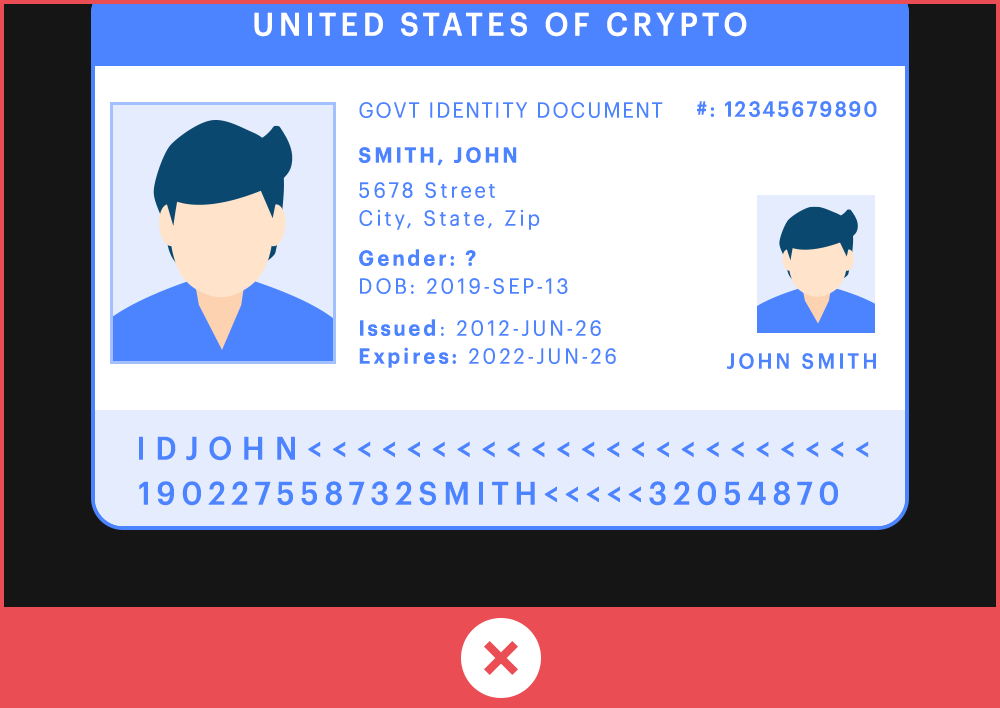 UNITED STATES OF CRYPTO
GOVT IDENTITY DOCUMENT #: 12345679890
SMITH, JOHN
5678 Street
City, State, Zip
Gender: ?
DOB: 2019-SEP-13
Issued: 2012-JUN-26
Expires: 2022-JUN-26
JOHN SMITH
IDJOHN<<<<<<<<<<<<<<<<<<<<<<<
190227558732SMITH<<<<<32054870